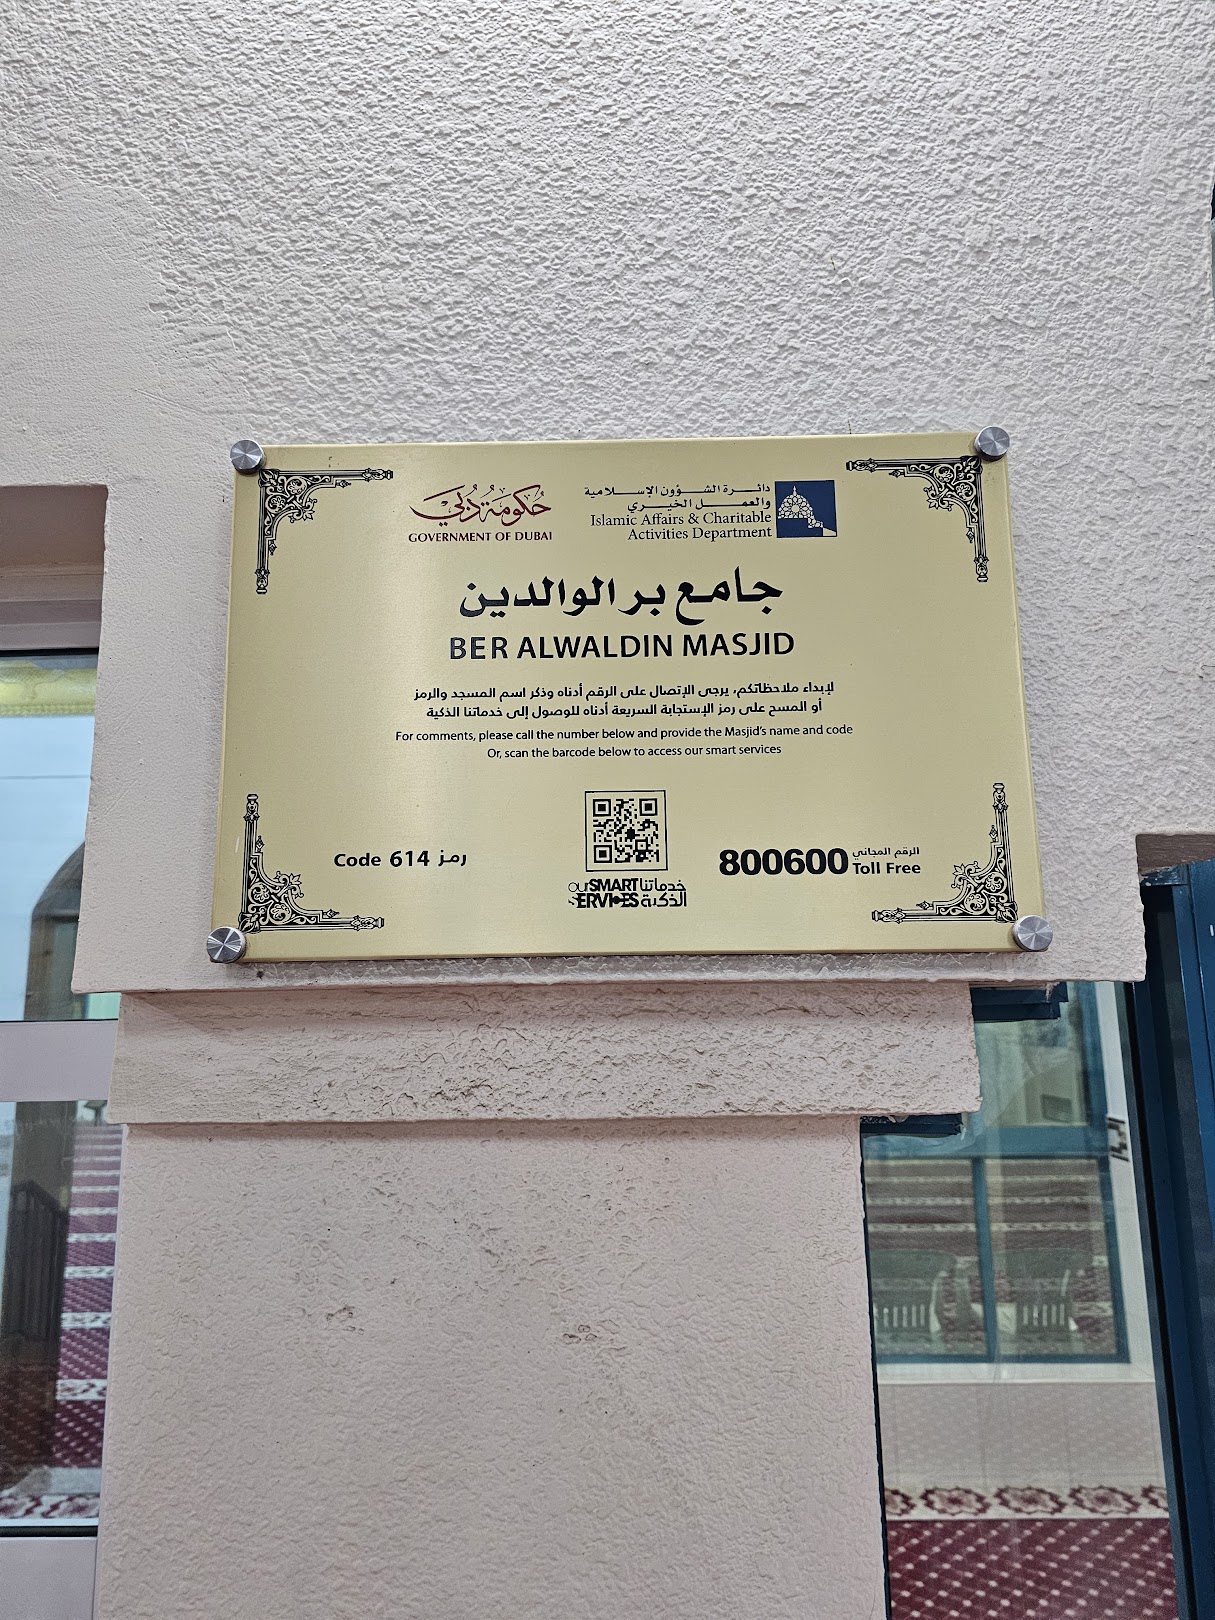 حكومة دبي
GOVERNMENT OF DUBAI
دائرة الشؤون الإسلامية
والعمل الخيري
Islamic Affairs & Charitable
Activities Department
جامع بر الوالدين
BER ALWALDIN MASJID
لإبداء ملاحظاتكم، يرجى الإتصال على الرقم أدناه وذكر اسم المسجد والرمز
أو المسح على رمز الإستجابة السريعة أدناه للوصول إلى خدماتنا الذكية
For comments, please call the number below and provide the Masjid's name and code
Or, scan the barcode below to access our smart services
Code 614 رمز
ourSMART خدماتنا
SERVICES الذكية
800600
الرقم المجاني
Toll Free